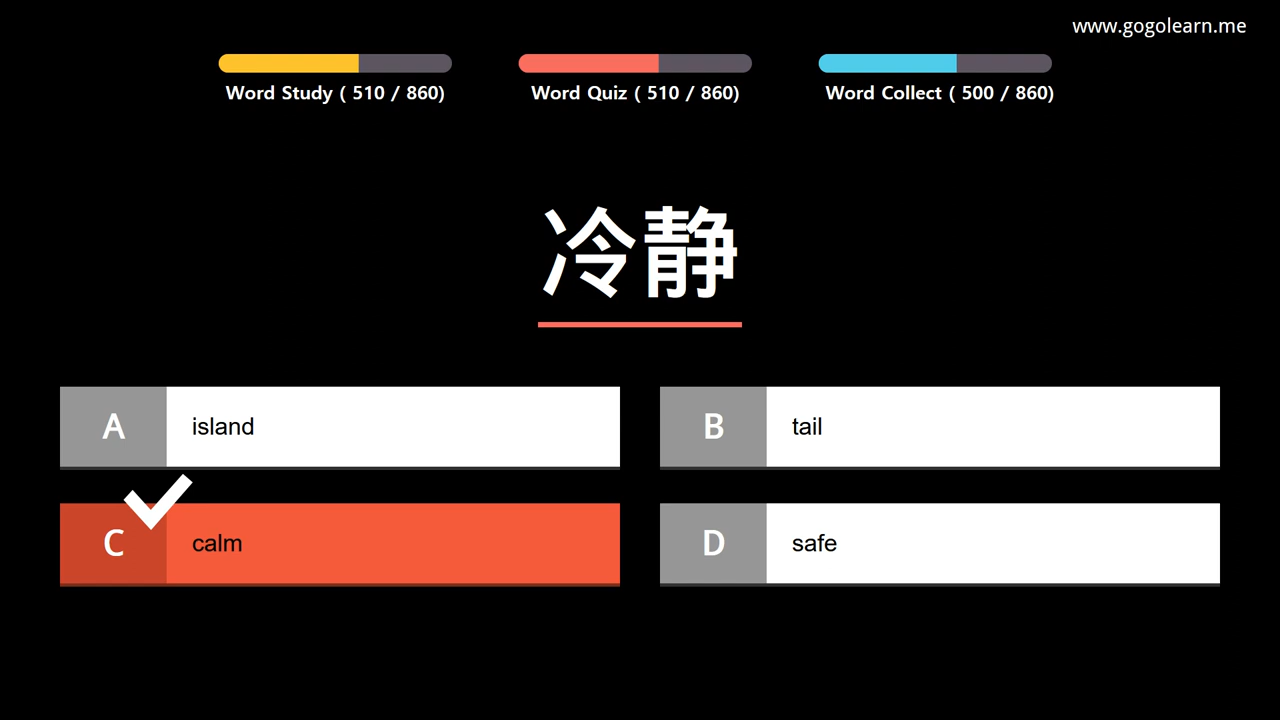 www.gogolearn.me
Word Study ( 510 / 860)
Word Quiz ( 510 / 860)
Word Collect ( 500 / 860)
冷静
A island
B tail
C calm
D safe